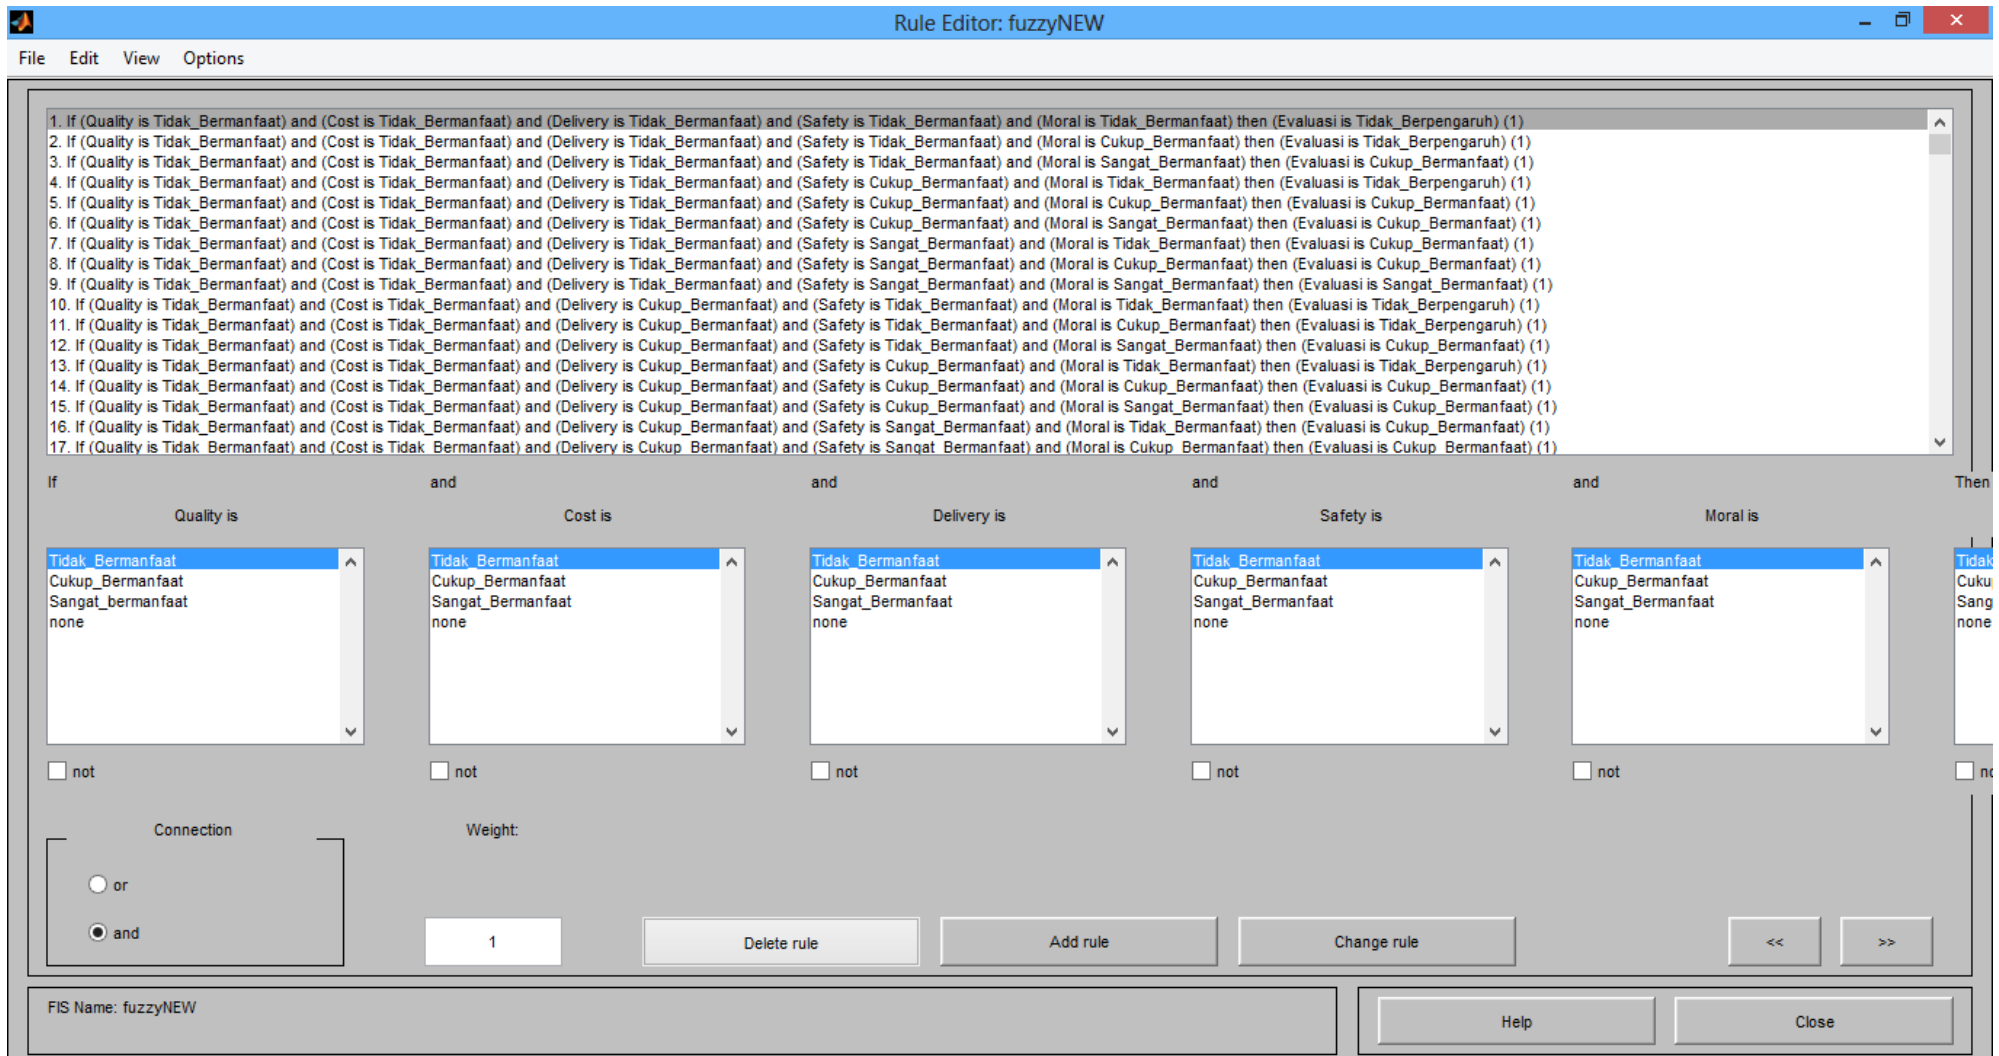 Rule Editor: fuzzyNEW
File Edit View Options
1. If (Quality is Tidak_Bermanfaat) and (Cost is Tidak_Bermanfaat) and (Delivery is Tidak_Bermanfaat) and (Safety is Tidak_Bermanfaat) and (Moral is Tidak_Bermanfaat) then (Evaluasi is Tidak_Berpengaruh) (1)
2. If (Quality is Tidak_Bermanfaat) and (Cost is Tidak_Bermanfaat) and (Delivery is Tidak_Bermanfaat) and (Safety is Tidak_Bermanfaat) and (Moral is Cukup_Bermanfaat) then (Evaluasi is Tidak_Berpengaruh) (1)
3. If (Quality is Tidak_Bermanfaat) and (Cost is Tidak_Bermanfaat) and (Delivery is Tidak_Bermanfaat) and (Safety is Tidak_Bermanfaat) and (Moral is Sangat_Bermanfaat) then (Evaluasi is Cukup_Bermanfaat) (1)
4. If (Quality is Tidak_Bermanfaat) and (Cost is Tidak_Bermanfaat) and (Delivery is Tidak_Bermanfaat) and (Safety is Cukup_Bermanfaat) and (Moral is Tidak_Bermanfaat) then (Evaluasi is Tidak_Berpengaruh) (1)
5. If (Quality is Tidak_Bermanfaat) and (Cost is Tidak_Bermanfaat) and (Delivery is Tidak_Bermanfaat) and (Safety is Cukup_Bermanfaat) and (Moral is Cukup_Bermanfaat) then (Evaluasi is Cukup_Bermanfaat) (1)
6. If (Quality is Tidak_Bermanfaat) and (Cost is Tidak_Bermanfaat) and (Delivery is Tidak_Bermanfaat) and (Safety is Cukup_Bermanfaat) and (Moral is Sangat_Bermanfaat) then (Evaluasi is Cukup_Bermanfaat) (1)
7. If (Quality is Tidak_Bermanfaat) and (Cost is Tidak_Bermanfaat) and (Delivery is Tidak_Bermanfaat) and (Safety is Sangat_Bermanfaat) and (Moral is Tidak_Bermanfaat) then (Evaluasi is Cukup_Bermanfaat) (1)
8. If (Quality is Tidak_Bermanfaat) and (Cost is Tidak_Bermanfaat) and (Delivery is Tidak_Bermanfaat) and (Safety is Sangat_Bermanfaat) and (Moral is Cukup_Bermanfaat) then (Evaluasi is Cukup_Bermanfaat) (1)
9. If (Quality is Tidak_Bermanfaat) and (Cost is Tidak_Bermanfaat) and (Delivery is Tidak_Bermanfaat) and (Safety is Sangat_Bermanfaat) and (Moral is Sangat_Bermanfaat) then (Evaluasi is Sangat_Bermanfaat) (1)
10. If (Quality is Tidak_Bermanfaat) and (Cost is Tidak_Bermanfaat) and (Delivery is Cukup_Bermanfaat) and (Safety is Tidak_Bermanfaat) and (Moral is Tidak_Bermanfaat) then (Evaluasi is Tidak_Berpengaruh) (1)
11. If (Quality is Tidak_Bermanfaat) and (Cost is Tidak_Bermanfaat) and (Delivery is Cukup_Bermanfaat) and (Safety is Tidak_Bermanfaat) and (Moral is Cukup_Bermanfaat) then (Evaluasi is Tidak_Berpengaruh) (1)
12. If (Quality is Tidak_Bermanfaat) and (Cost is Tidak_Bermanfaat) and (Delivery is Cukup_Bermanfaat) and (Safety is Tidak_Bermanfaat) and (Moral is Sangat_Bermanfaat) then (Evaluasi is Cukup_Bermanfaat) (1)
13. If (Quality is Tidak_Bermanfaat) and (Cost is Tidak_Bermanfaat) and (Delivery is Cukup_Bermanfaat) and (Safety is Cukup_Bermanfaat) and (Moral is Tidak_Bermanfaat) then (Evaluasi is Tidak_Berpengaruh) (1)
14. If (Quality is Tidak_Bermanfaat) and (Cost is Tidak_Bermanfaat) and (Delivery is Cukup_Bermanfaat) and (Safety is Cukup_Bermanfaat) and (Moral is Cukup_Bermanfaat) then (Evaluasi is Cukup_Bermanfaat) (1)
15. If (Quality is Tidak_Bermanfaat) and (Cost is Tidak_Bermanfaat) and (Delivery is Cukup_Bermanfaat) and (Safety is Cukup_Bermanfaat) and (Moral is Sangat_Bermanfaat) then (Evaluasi is Cukup_Bermanfaat) (1)
16. If (Quality is Tidak_Bermanfaat) and (Cost is Tidak_Bermanfaat) and (Delivery is Cukup_Bermanfaat) and (Safety is Sangat_Bermanfaat) and (Moral is Tidak_Bermanfaat) then (Evaluasi is Cukup_Bermanfaat) (1)
17. If (Quality is Tidak_Bermanfaat) and (Cost is Tidak_Bermanfaat) and (Delivery is Cukup_Bermanfaat) and (Safety is Sangat_Bermanfaat) and (Moral is Cukup_Bermanfaat) then (Evaluasi is Cukup_Bermanfaat) (1)
If and and and and Then
Quality is Cost is Delivery is Safety is Moral is
Tidak_Bermanfaat Tidak_Bermanfaat Tidak_Bermanfaat Tidak_Bermanfaat Tidak_Bermanfaat Tidak
Cukup_Bermanfaat Cukup_Bermanfaat Cukup_Bermanfaat Cukup_Bermanfaat Cukup_Bermanfaat Cuku
Sangat_bermanfaat Sangat_Bermanfaat Sangat_Bermanfaat Sangat_Bermanfaat Sangat_Bermanfaat Sang
none none none none none none
not not not not not no
Connection Weight:
or
and 1 Delete rule Add rule Change rule << >>
FIS Name: fuzzyNEW Help Close